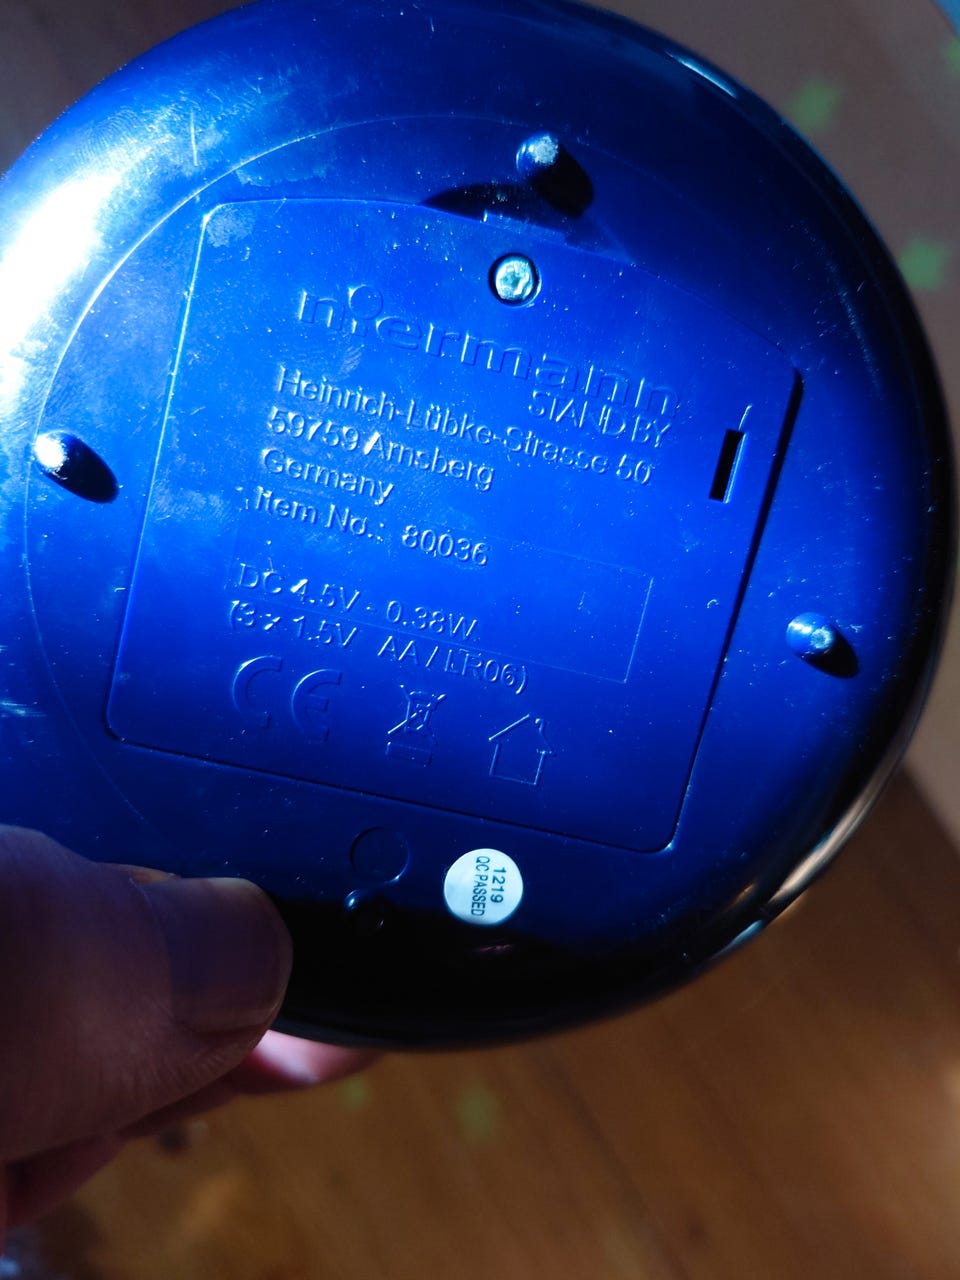 niermann
STAND BY
Heinrich-Lübke-Strasse 50
59759 Arnsberg
Germany
Item No.: 80036
DC 4.5V - 0.38W
(3 x 1.5V AA / LR06)
CE
1219
QC PASSED